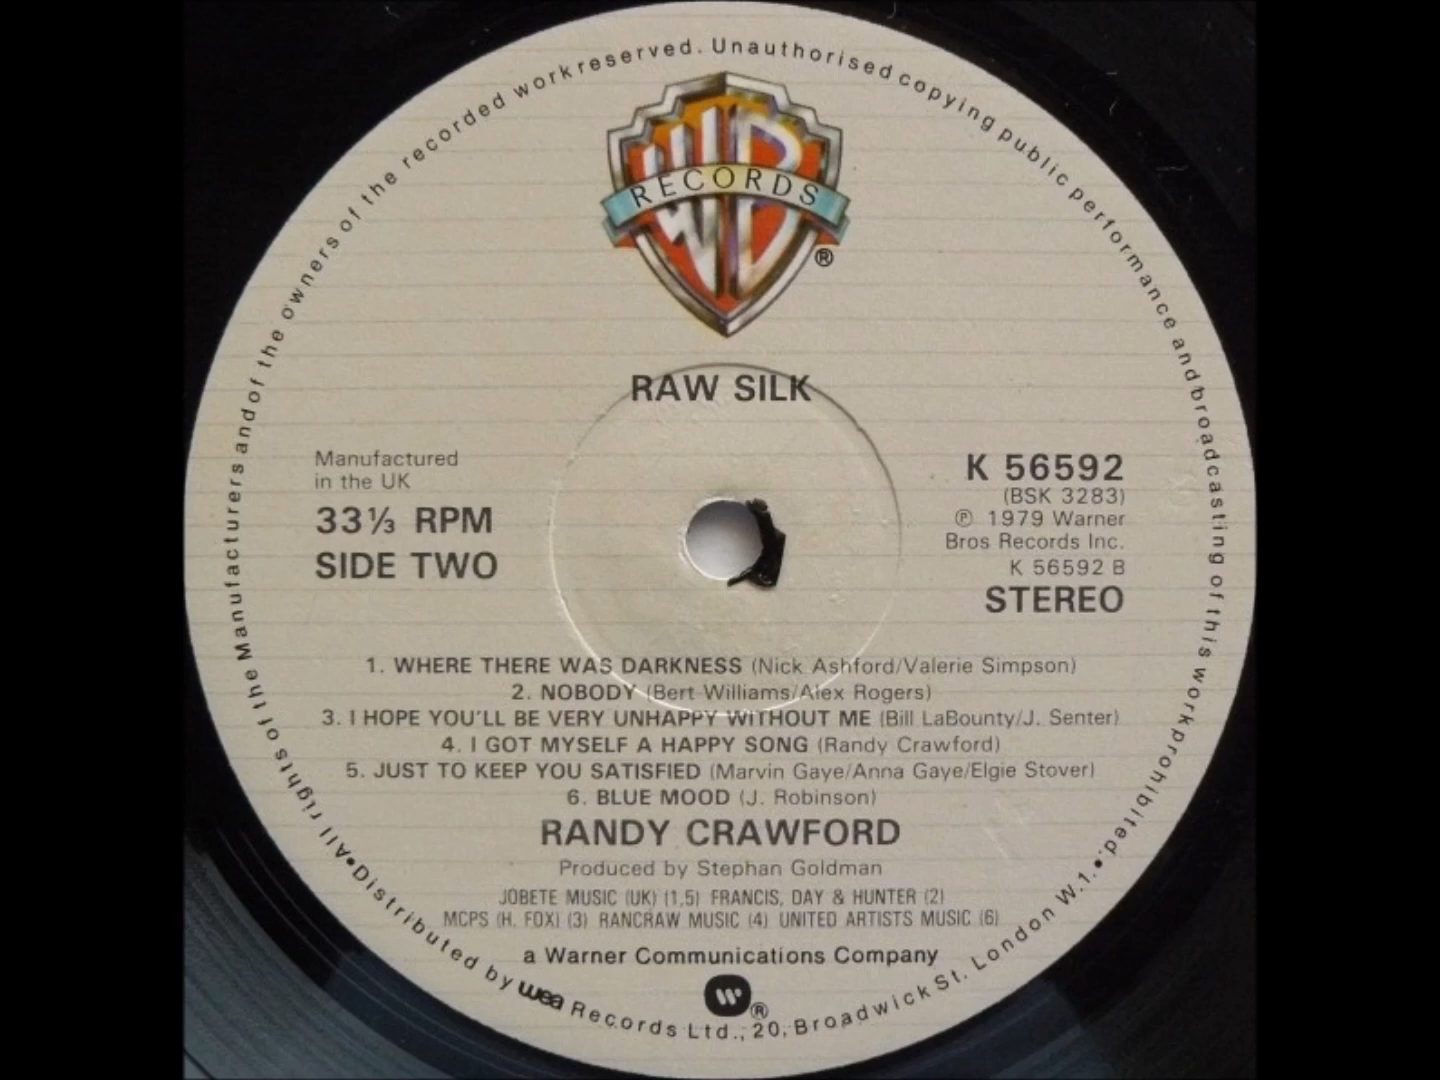 All rights of the Manufacturers and of the owners of the recorded work reserved. Unauthorised copying public performance and broadcasting of this work prohibited.
WB
RECORDS
®
RAW SILK
Manufactured
in the UK
33⅓ RPM
SIDE TWO
K 56592
(BSK 3283)
℗ 1979 Warner
Bros Records Inc.
K 56592 B
STEREO
1. WHERE THERE WAS DARKNESS (Nick Ashford/Valerie Simpson)
2. NOBODY (Bert Williams/Alex Rogers)
3. I HOPE YOU'LL BE VERY UNHAPPY WITHOUT ME (Bill LaBounty/J. Senter)
4. I GOT MYSELF A HAPPY SONG (Randy Crawford)
5. JUST TO KEEP YOU SATISFIED (Marvin Gaye/Anna Gaye/Elgie Stover)
6. BLUE MOOD (J. Robinson)
RANDY CRAWFORD
Produced by Stephan Goldman
JOBETE MUSIC (UK) (1,5) FRANCIS, DAY & HUNTER (2)
MCPS (H. FOX) (3) RANCRAW MUSIC (4) UNITED ARTISTS MUSIC (6)
a Warner Communications Company
®
•Distributed by wea Records Ltd., 20, Broadwick St. London W.1.•